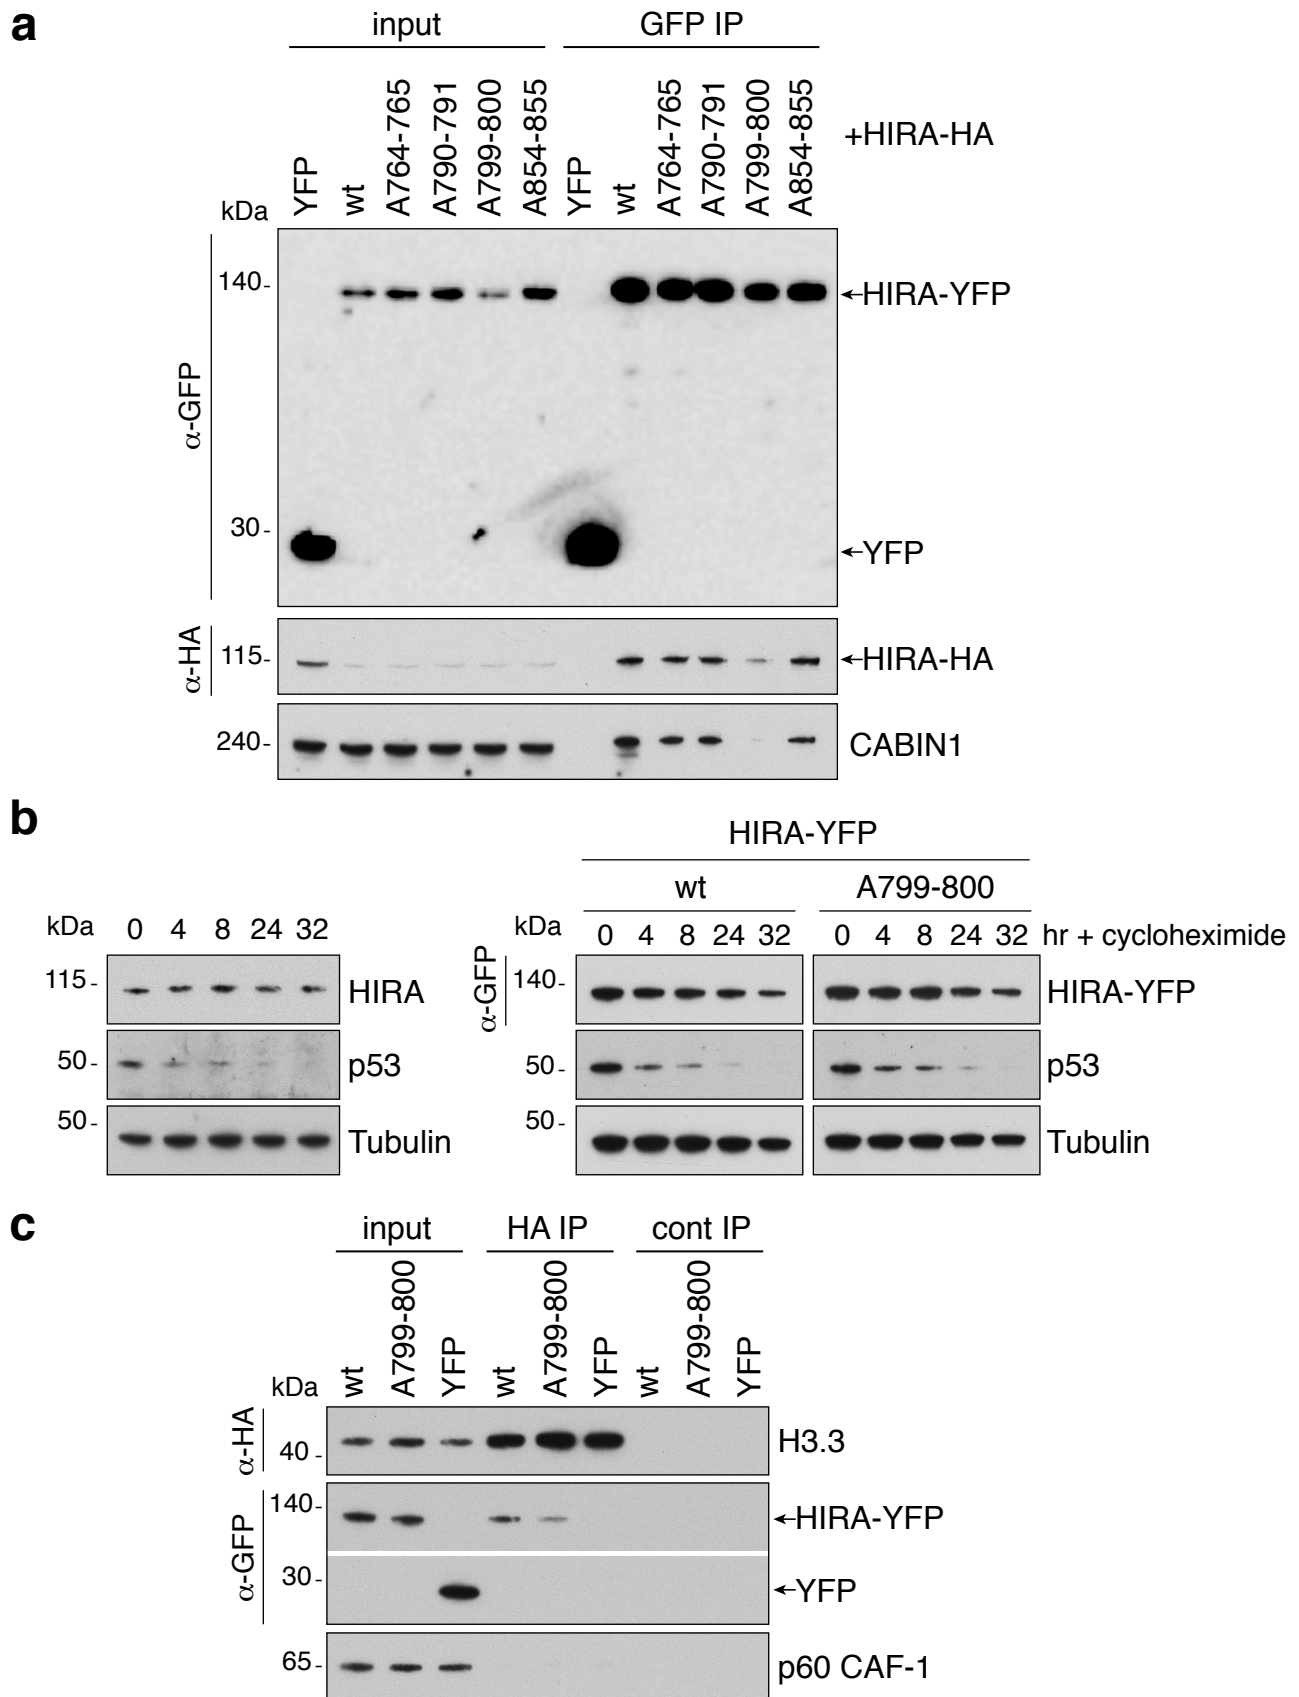 a
input GFP IP
YFP wt A764-765 A790-791 A799-800 A854-855 YFP wt A764-765 A790-791 A799-800 A854-855
+HIRA-HA
kDa
α-GFP
140-
←HIRA-YFP
30-
←YFP
α-HA
115-
←HIRA-HA
240-
CABIN1
b
HIRA-YFP
wt A799-800
kDa 0 4 8 24 32 kDa 0 4 8 24 32 0 4 8 24 32 hr + cycloheximide
115- HIRA α-GFP 140- HIRA-YFP
50- p53 50- p53
50- Tubulin 50- Tubulin
c
input HA IP cont IP
wt A799-800 YFP wt A799-800 YFP wt A799-800 YFP
kDa
α-HA
40 -
H3.3
α-GFP
140-
←HIRA-YFP
30-
←YFP
65-
p60 CAF-1